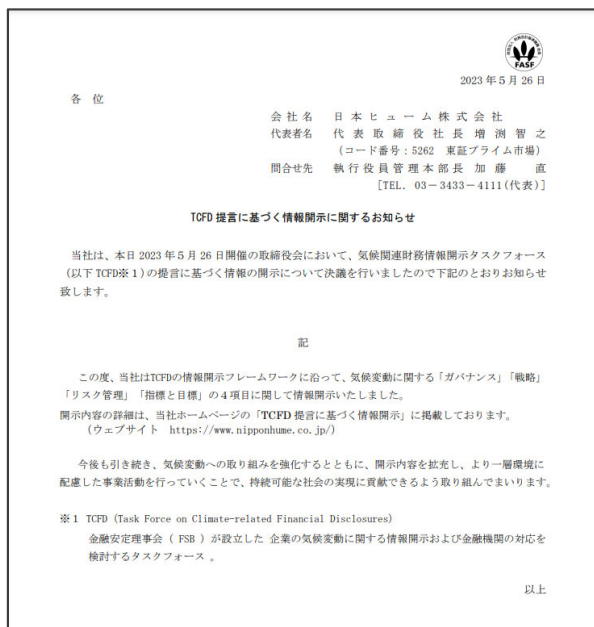 FASF
2023年5月26日
各 位
会 社 名 日 本 ヒ ュ ー ム 株 式 会 社
代表者名 代 表 取 締 役 社 長 増 渕 智 之
(コード番号:5262 東証プライム市場)
問合せ先 執 行 役 員 管 理 本 部 長 加 藤 直
[TEL. 03-3433-4111(代表)]
TCFD 提言に基づく情報開示に関するお知らせ
当社は、本日 2023 年5月 26 日開催の取締役会において、気候関連財務情報開示タスクフォース
(以下 TCFD※1)の提言に基づく情報の開示について決議を行いましたので下記のとおりお知らせ
致します。
記
この度、当社はTCFDの情報開示フレームワークに沿って、気候変動に関する「ガバナンス」「戦略」
「リスク管理」「指標と目標」の4項目に関して情報開示いたしました。
開示内容の詳細は、当社ホームページの「TCFD 提言に基づく情報開示」に掲載しております。
(ウェブサイト https://www.nipponhume.co.jp/)
今後も引き続き、気候変動への取り組みを強化するとともに、開示内容を拡充し、より一層環境に
配慮した事業活動を行っていくことで、持続可能な社会の実現に貢献できるよう取り組んでまいります。
※1 TCFD (Task Force on Climate-related Financial Disclosures)
金融安定理事会( FSB )が設立した 企業の気候変動に関する情報開示および金融機関の対応を
検討するタスクフォース 。
以上